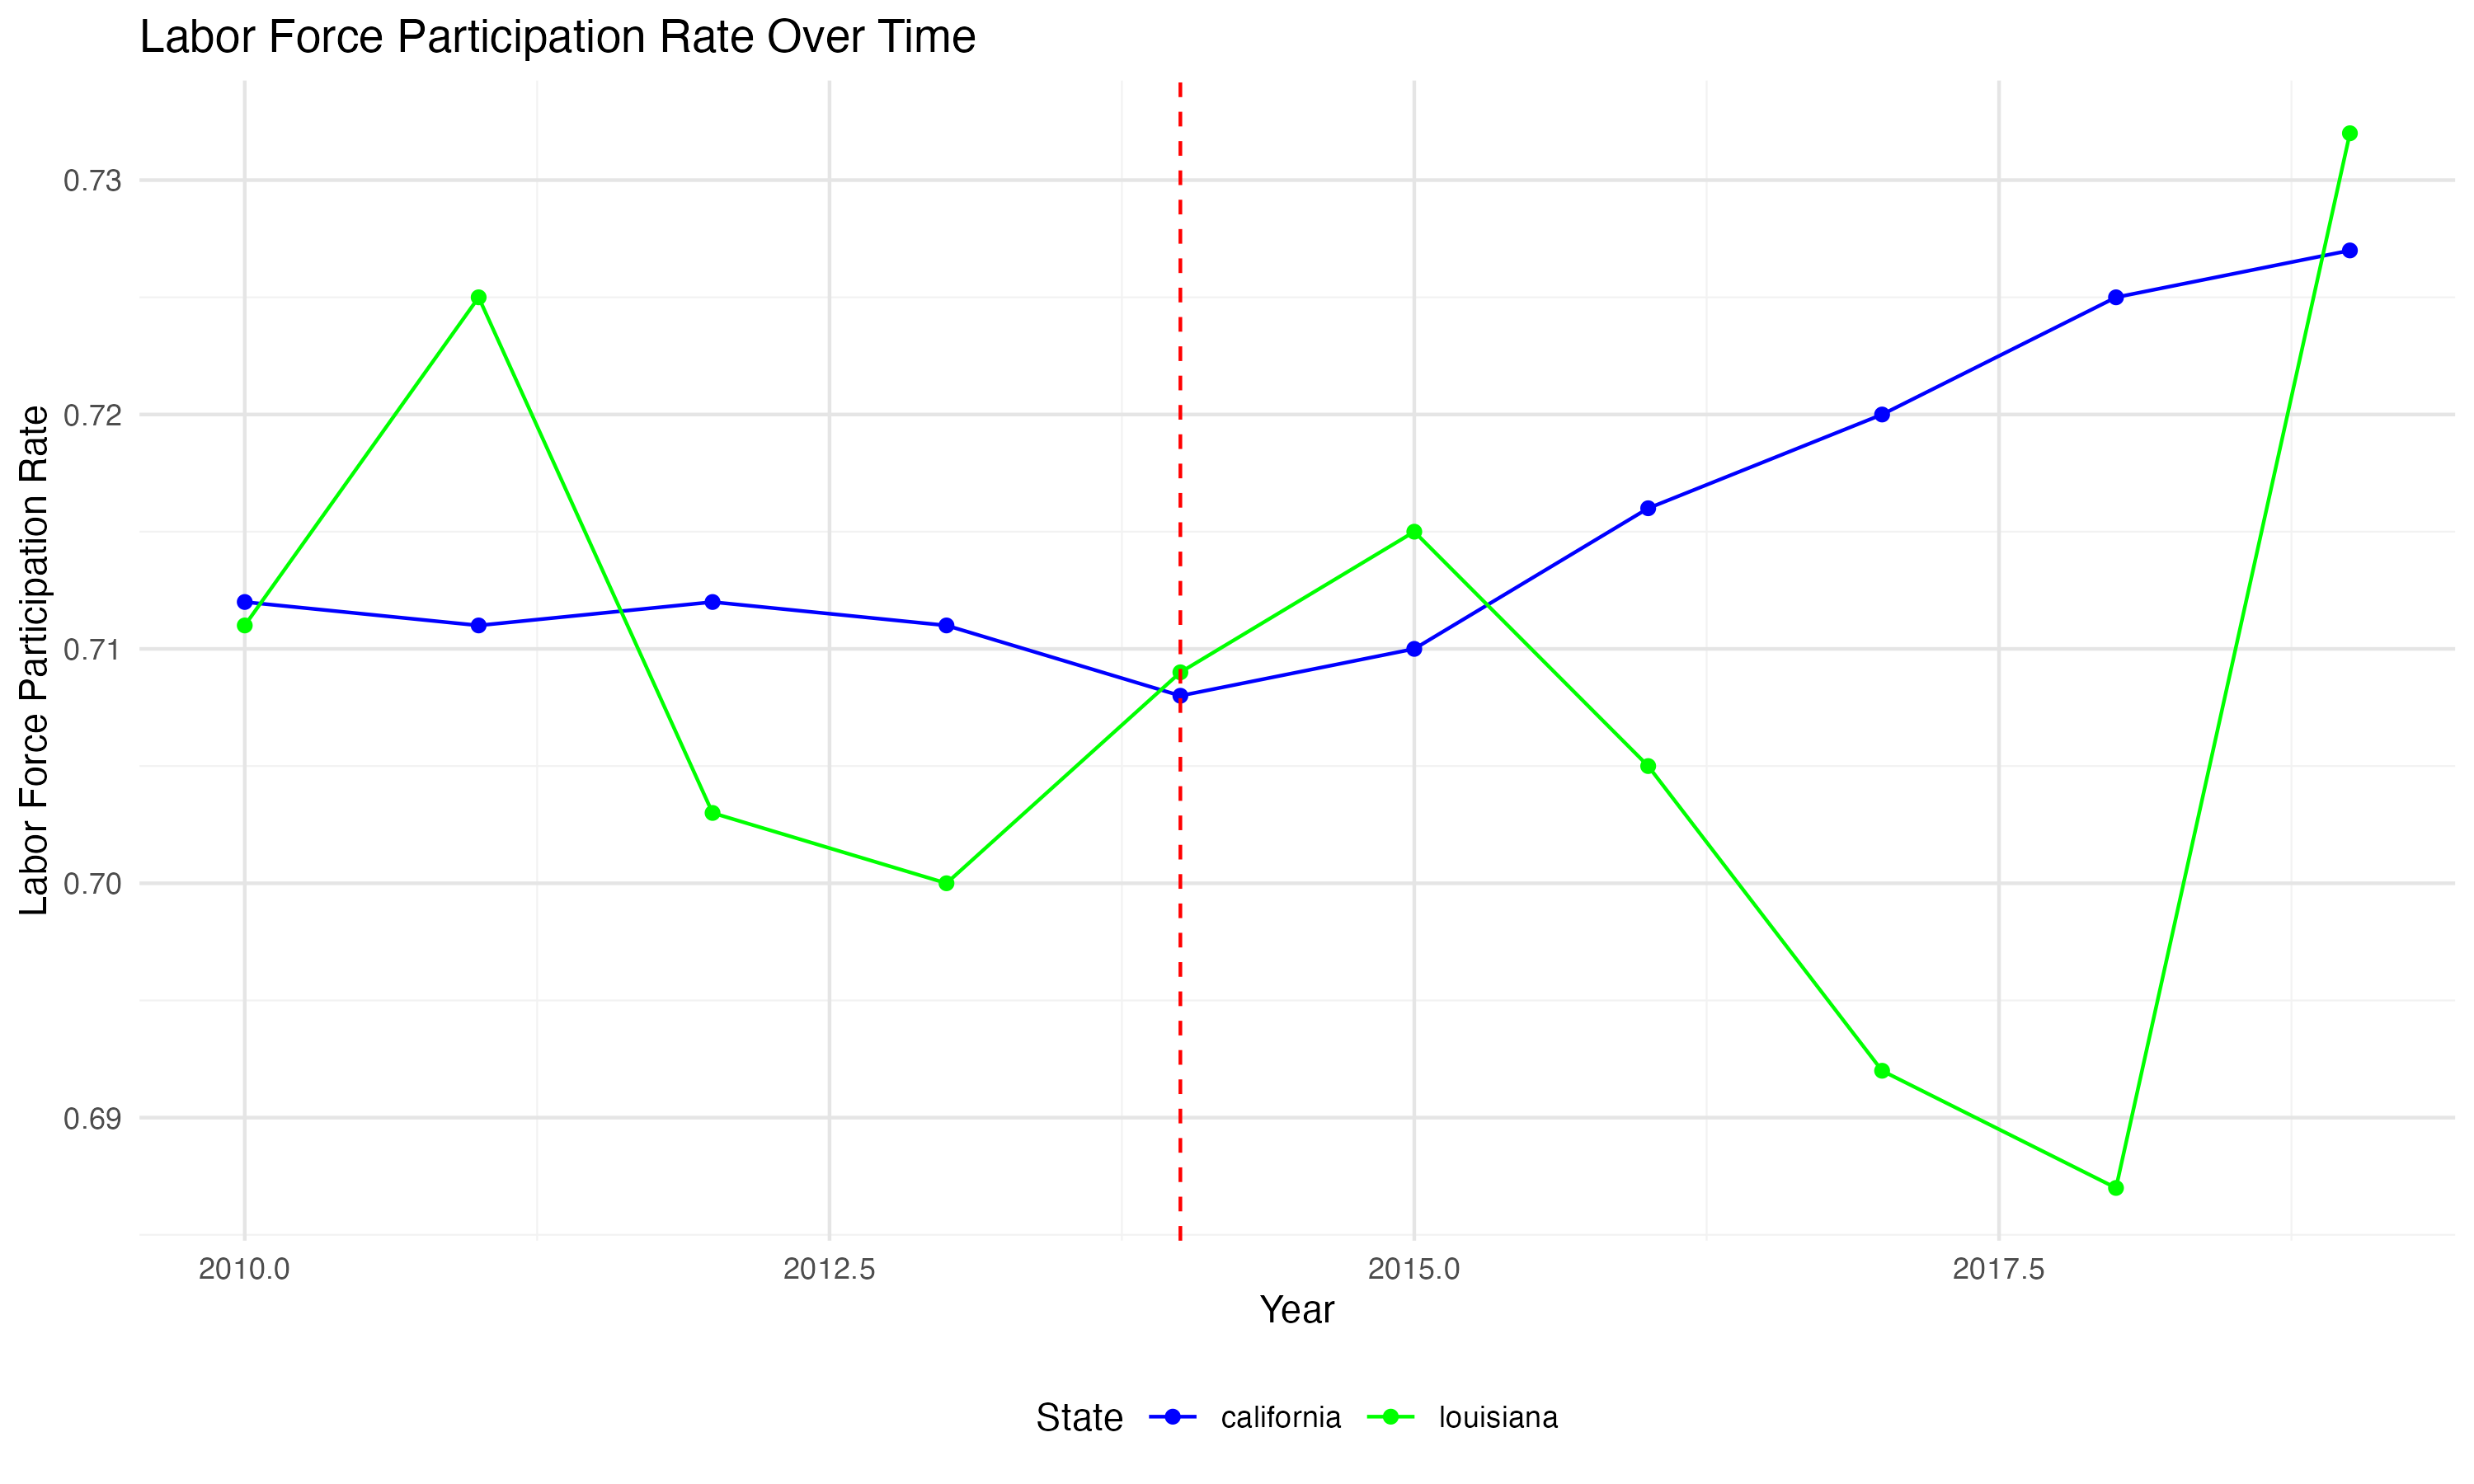 Labor Force Participation Rate Over Time
Labor Force Participation Rate
0.73
0.72
0.71
0.70
0.69
2010.0 2012.5 2015.0 2017.5
Year
State california louisiana